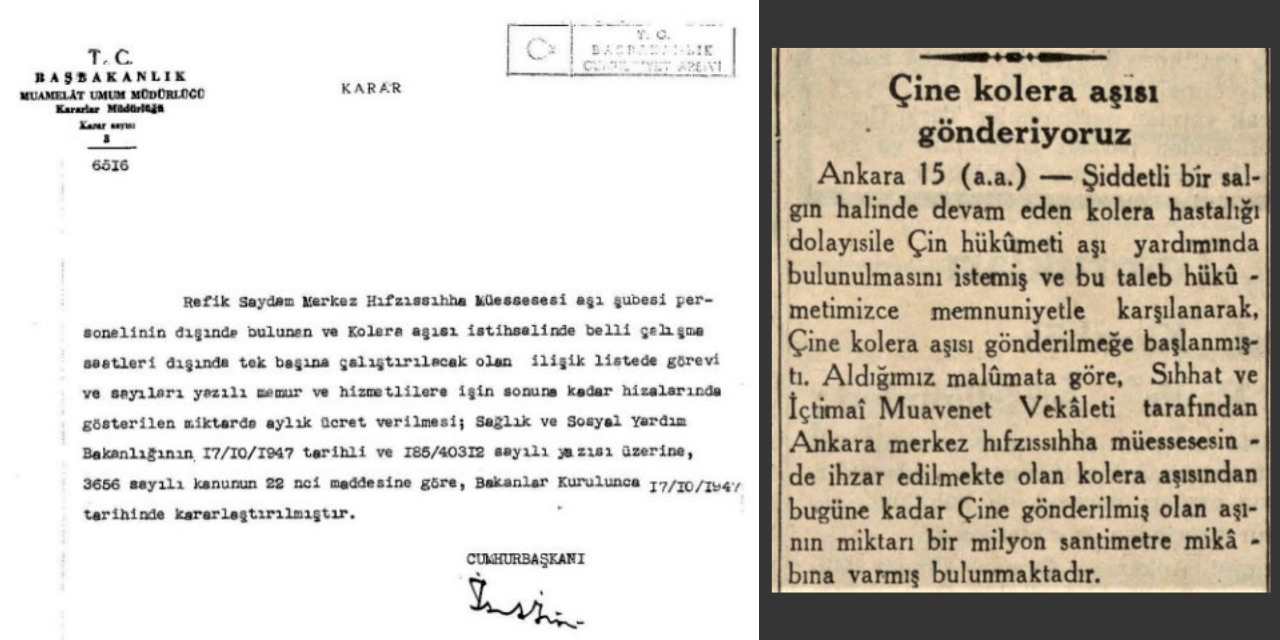 T. C.
BAŞBAKANLIK
MUAMELÂT UMUM MÜDÜRLÜĞÜ
Kararlar Müdürlüğü
Karar sayısı
3
6516
KARAR
T. C.
BAŞBAKANLIK
CUMHURİYET ARŞİVİ
Refik Saydam Merkez Hıfzıssıhha Müessesesi aşı şubesi per-
sonelinin dışında bulunan ve Kolera aşısı istihsalinde belli çalışma
saatleri dışında tek başına çalıştırılacak olan ilişik listede görevi
ve sayıları yazılı memur ve hizmetlilere işin sonuna kadar hizalarında
gösterilen miktarda aylık ücret verilmesi; Sağlık ve Sosyal Yardım
Bakanlığının 17/10/1947 tarihli ve 185/40312 sayılı yazısı üzerine,
3656 sayılı kanunun 22 nci maddesine göre, Bakanlar Kurulunca 17/10/1947
tarihinde kararlaştırılmıştır.
CUMHURBAŞKANI
Çine kolera aşısı
gönderiyoruz
Ankara 15 (a.a.) — Şiddetli bir sal-
gın halinde devam eden kolera hastalığı
dolayısile Çin hükûmeti aşı yardımında
bulunulmasını istemiş ve bu taleb hükû -
metimizce memnuniyetle karşılanarak,
Çine kolera aşısı gönderilmeğe başlanmış-
tı. Aldığımız malûmata göre, Sıhhat ve
İçtimaî Muavenet Vekâleti tarafından
Ankara merkez hıfzıssıhha müessesesin -
de ihzar edilmekte olan kolera aşısından
bugüne kadar Çine gönderilmiş olan aşı-
nın miktarı bir milyon santimetre mikâ -
bına varmış bulunmaktadır.